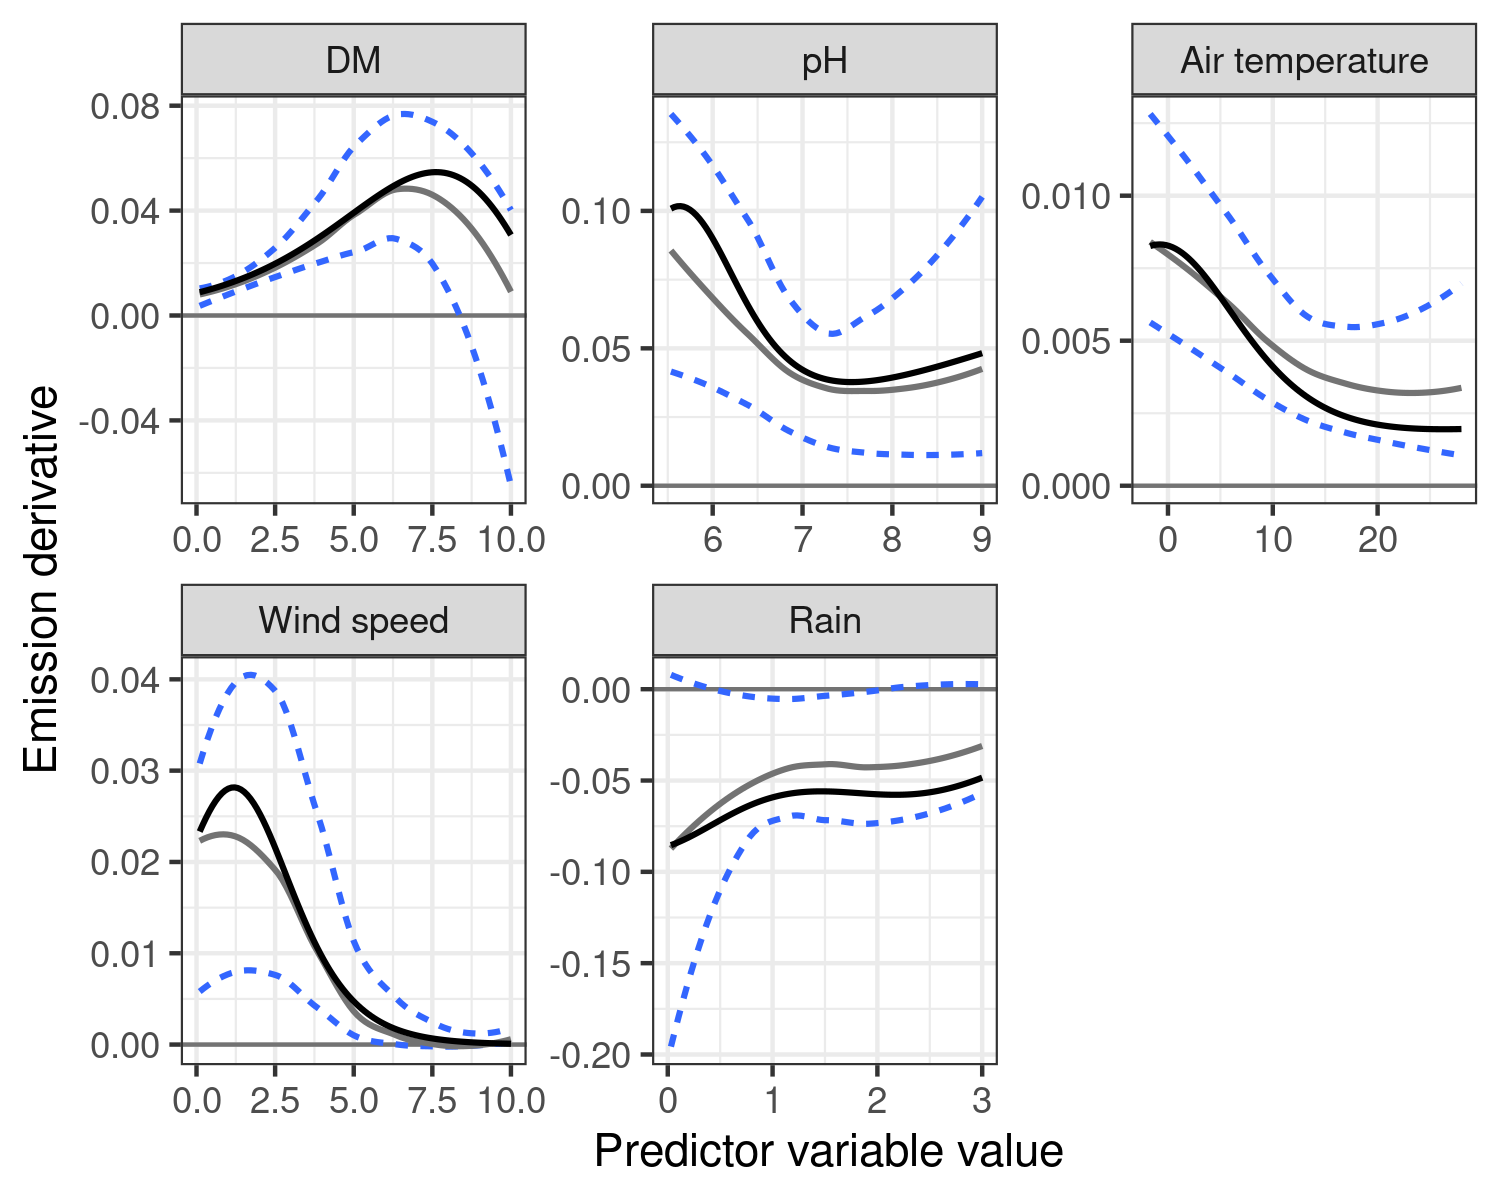 DM
pH
Air temperature
0.08
0.04
0.00
-0.04
0.10
0.05
0.00
0.010
0.005
0.000
0.0 2.5 5.0 7.5 10.0
6 7 8 9
0 10 20
Emission derivative
Wind speed
Rain
0.04
0.03
0.02
0.01
0.00
0.00
-0.05
-0.10
-0.15
-0.20
0.0 2.5 5.0 7.5 10.0
0 1 2 3
Predictor variable value